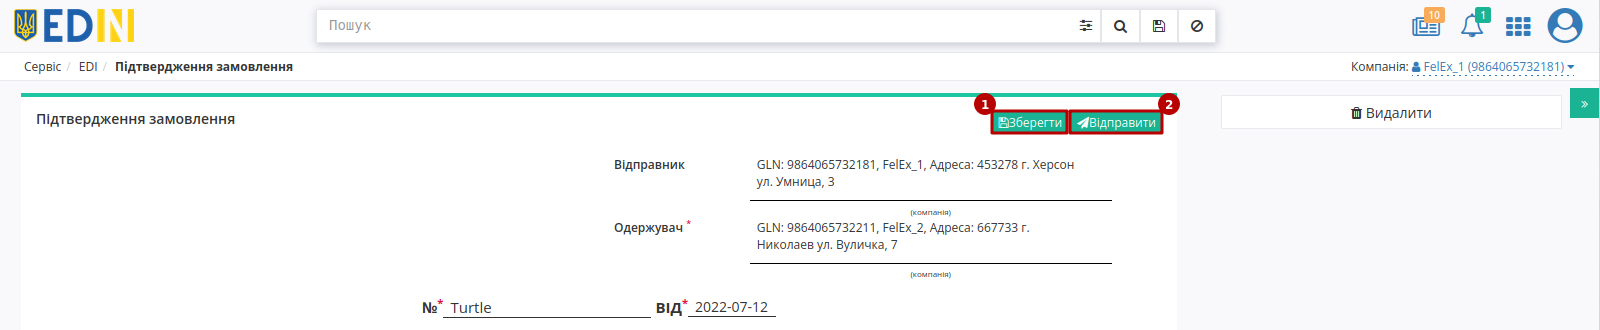 EDIN
Пошук
10
1
Сервіс / EDI / Підтвердження замовлення
Компанія: FelEx_1 (9864065732181)
1
2
»
Підтвердження замовлення
Зберегти
Відправити
Видалити
Відправник
GLN: 9864065732181, FelEx_1, Адреса: 453278 г. Херсон
ул. Умница, 3
(компанія)
Одержувач *
GLN: 9864065732211, FelEx_2, Адреса: 667733 г.
Николаев ул. Вуличка, 7
(компанія)
№* Turtle ВІД* 2022-07-12